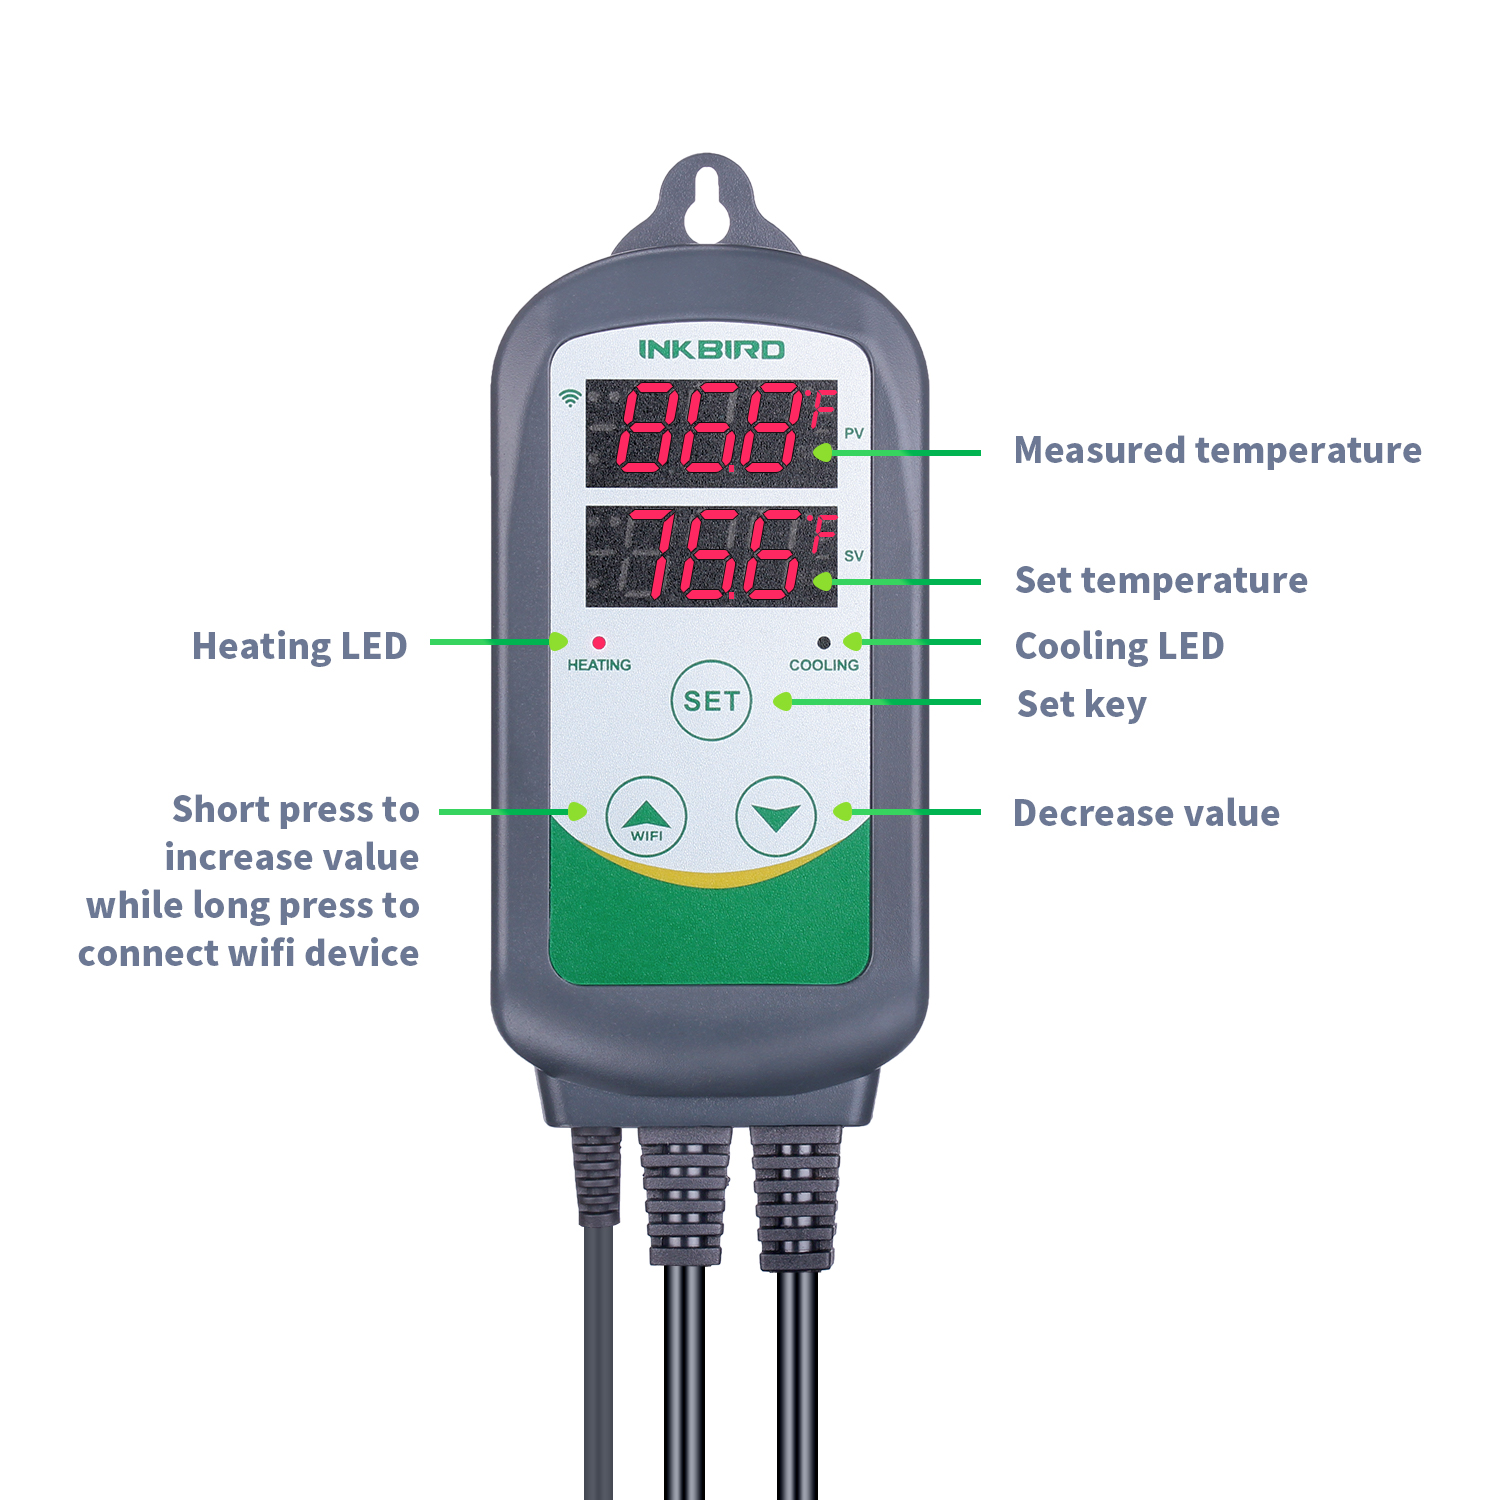 INKBIRD
86.8°F
PV
Measured temperature
76.6°F
SV
Set temperature
Heating LED
HEATING
COOLING
Cooling LED
SET
Set key
Short press to
increase value
while long press to
connect wifi device
WIFI
Decrease value